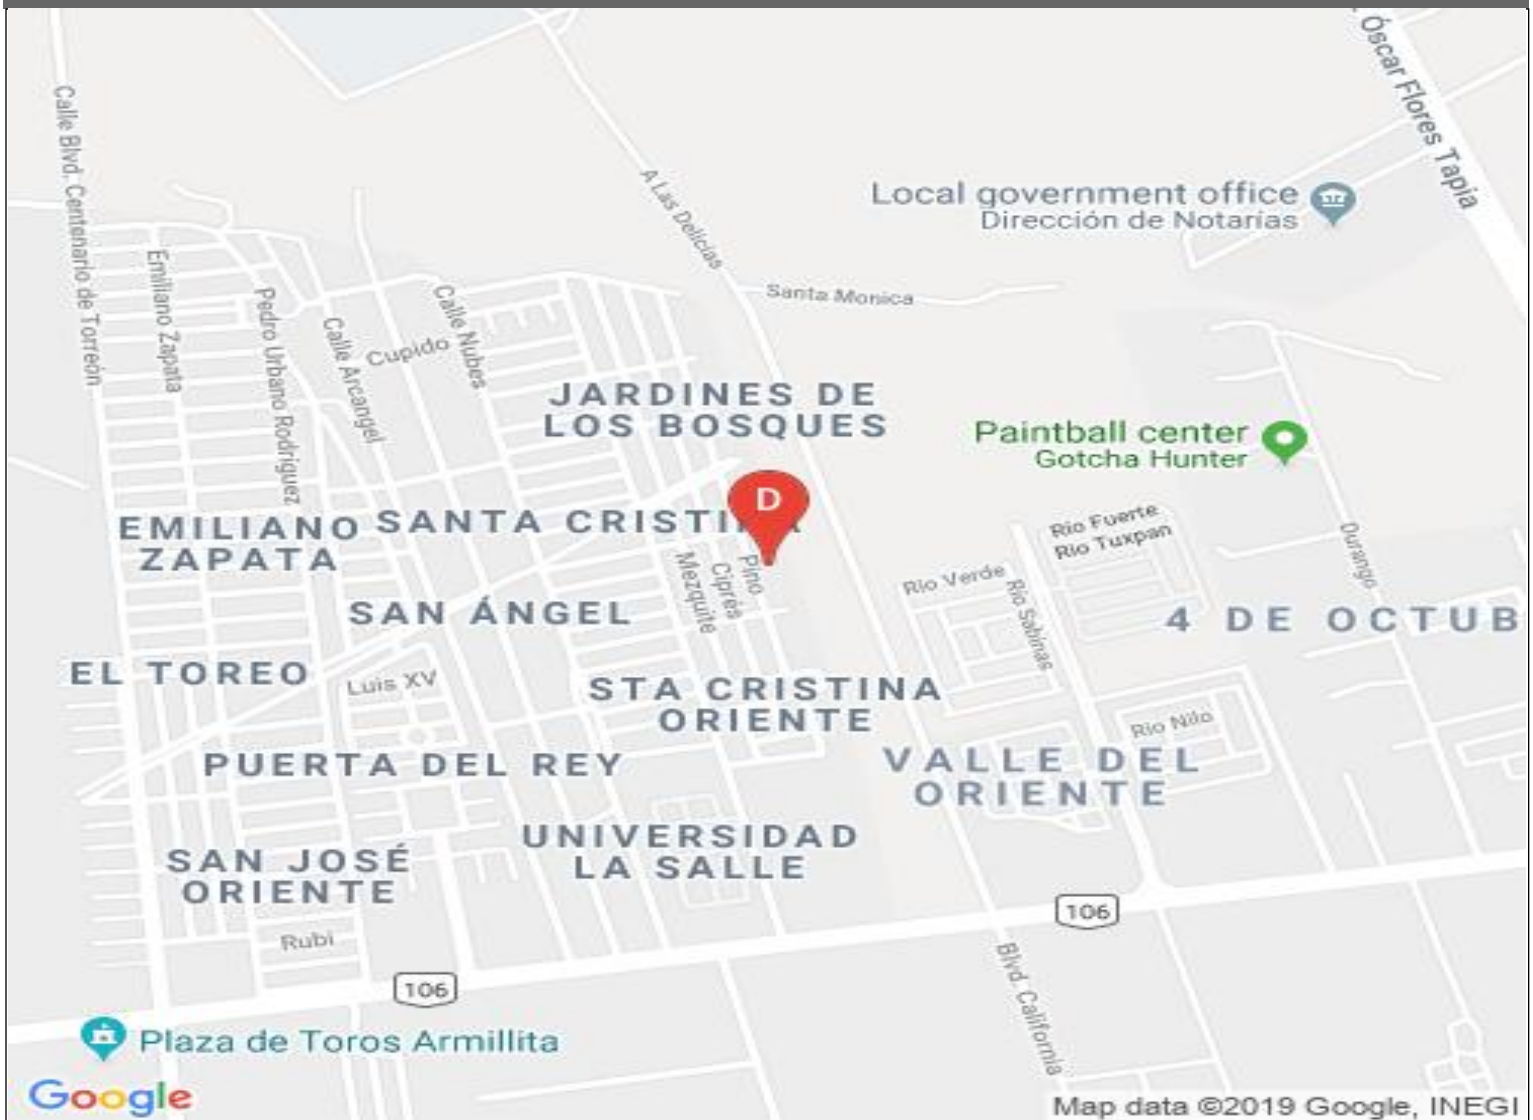 Óscar Flores Tapia
Calle Blvd. Centenario de Torreón
A Las Delicias
Local government office
Dirección de Notarías
Emiliano Zapata
Pedro Urbano Rodriguez
Calle Arcangel
Cupido
Calle Nubes
Santa Monica
JARDINES DE
LOS BOSQUES
Paintball center
Gotcha Hunter
D
EMILIANO
ZAPATA
SANTA
Mezquite
Ciprés
Pino
Rio Fuerte
Rio Tuxpan
Rio Verde
Rio Sabinas
Durango
SAN ÁNGEL
4 DE OCTUB
EL TOREO
Luis XV
STA CRISTINA
ORIENTE
Rio Nilo
PUERTA DEL REY
VALLE DEL
ORIENTE
UNIVERSIDAD
LA SALLE
SAN JOSÉ
ORIENTE
106
Rubi
106
Blvd. California
Plaza de Toros Armillita
Google
Map data ©2019 Google, INEGI